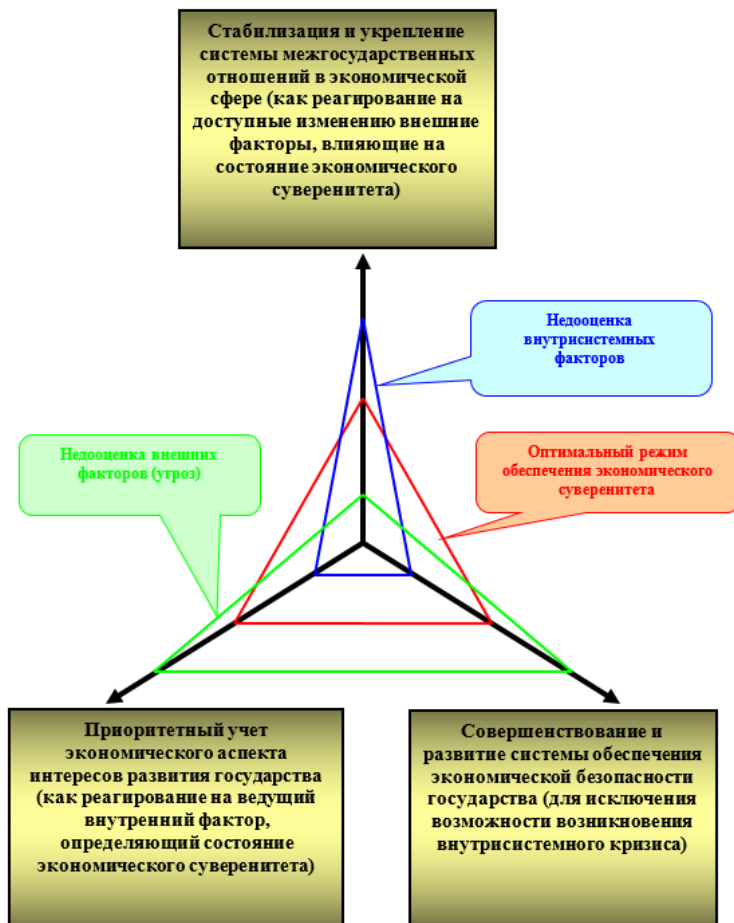 Стабилизация и укрепление
системы межгосударственных
отношений в экономической
сфере (как реагирование на
доступные изменению внешние
факторы, влияющие на
состояние экономического
суверенитета)
Недооценка
внутрисистемных
факторов
Недооценка внешних
факторов (угроз)
Оптимальный режим
обеспечения экономического
суверенитета
Приоритетный учет
экономического аспекта
интересов развития государства
(как реагирование на ведущий
внутренний фактор,
определяющий состояние
экономического суверенитета)
Совершенствование и
развитие системы обеспечения
экономической безопасности
государства (для исключения
возможности возникновения
внутрисистемного кризиса)